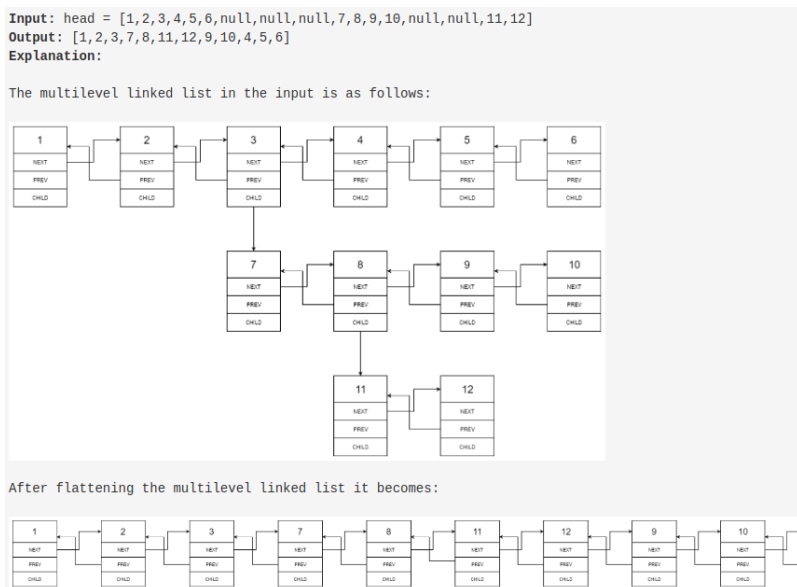 Input: head = [1,2,3,4,5,6,null,null,null,7,8,9,10,null,null,11,12]
Output: [1,2,3,7,8,11,12,9,10,4,5,6]
Explanation:
The multilevel linked list in the input is as follows:
1 2 3 4 5 6
NEXT NEXT NEXT NEXT NEXT NEXT
PREV PREV PREV PREV PREV PREV
CHILD CHILD CHILD CHILD CHILD CHILD
7 8 9 10
NEXT NEXT NEXT NEXT
PREV PREV PREV PREV
CHILD CHILD CHILD CHILD
11 12
NEXT NEXT
PREV PREV
CHILD CHILD
After flattening the multilevel linked list it becomes:
1 2 3 7 8 11 12 9 10
NEXT NEXT NEXT NEXT NEXT NEXT NEXT NEXT NEXT
PREV PREV PREV PREV PREV PREV PREV PREV PREV
CHILD CHILD CHILD CHILD CHILD CHILD CHILD CHILD CHILD